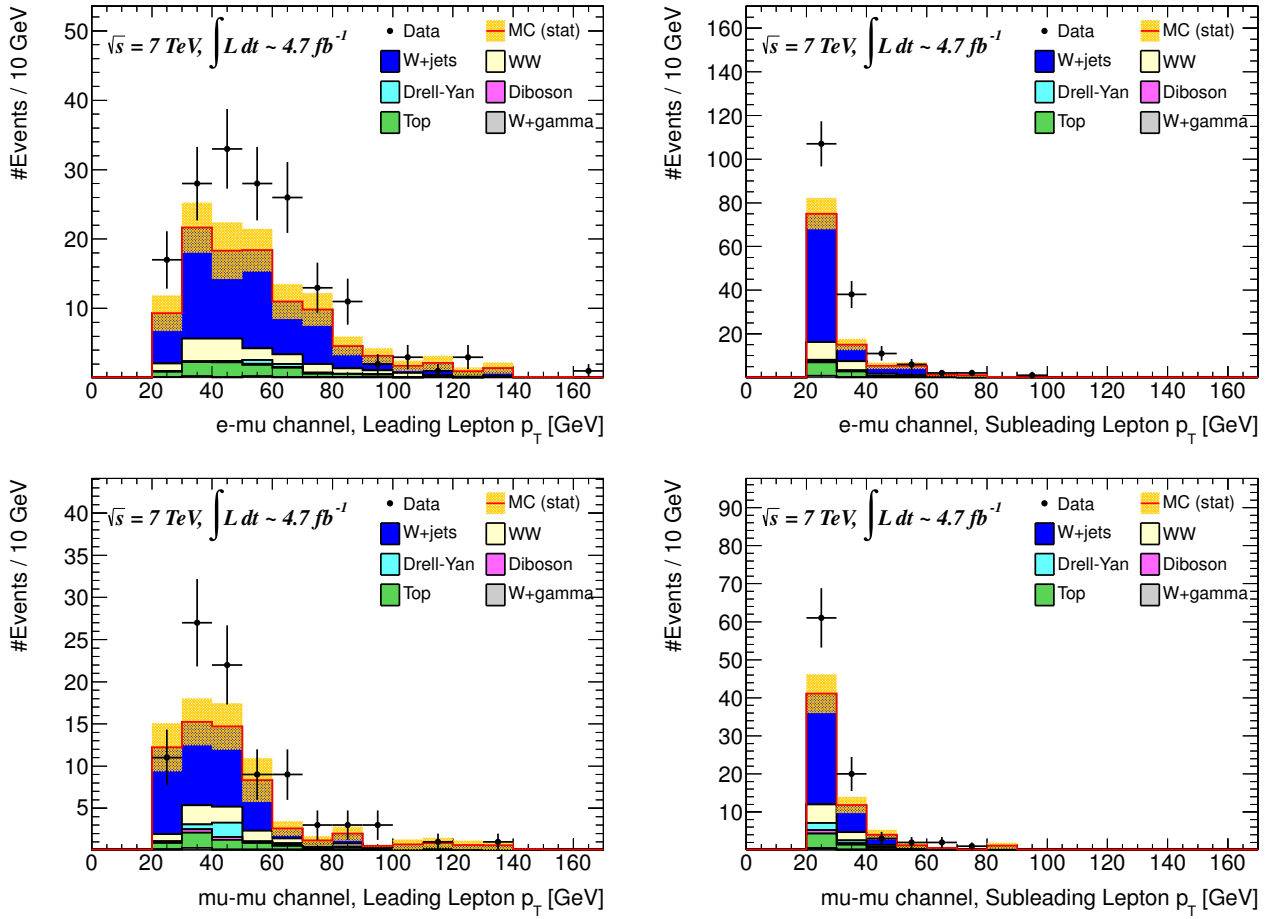 #Events / 10 GeV
50
40
30
20
10
0 20 40 60 80 100 120 140 160
e-mu channel, Leading Lepton p_T [GeV]
√s = 7 TeV, ∫ L dt ~ 4.7 fb⁻¹
Data
MC (stat)
W+jets
WW
Drell-Yan
Diboson
Top
W+gamma
#Events / 10 GeV
160
140
120
100
80
60
40
20
0 20 40 60 80 100 120 140 160
e-mu channel, Subleading Lepton p_T [GeV]
√s = 7 TeV, ∫ L dt ~ 4.7 fb⁻¹
Data
MC (stat)
W+jets
WW
Drell-Yan
Diboson
Top
W+gamma
#Events / 10 GeV
40
35
30
25
20
15
10
5
0 20 40 60 80 100 120 140 160
mu-mu channel, Leading Lepton p_T [GeV]
√s = 7 TeV, ∫ L dt ~ 4.7 fb⁻¹
Data
MC (stat)
W+jets
WW
Drell-Yan
Diboson
Top
W+gamma
#Events / 10 GeV
90
80
70
60
50
40
30
20
10
0 20 40 60 80 100 120 140 160
mu-mu channel, Subleading Lepton p_T [GeV]
√s = 7 TeV, ∫ L dt ~ 4.7 fb⁻¹
Data
MC (stat)
W+jets
WW
Drell-Yan
Diboson
Top
W+gamma